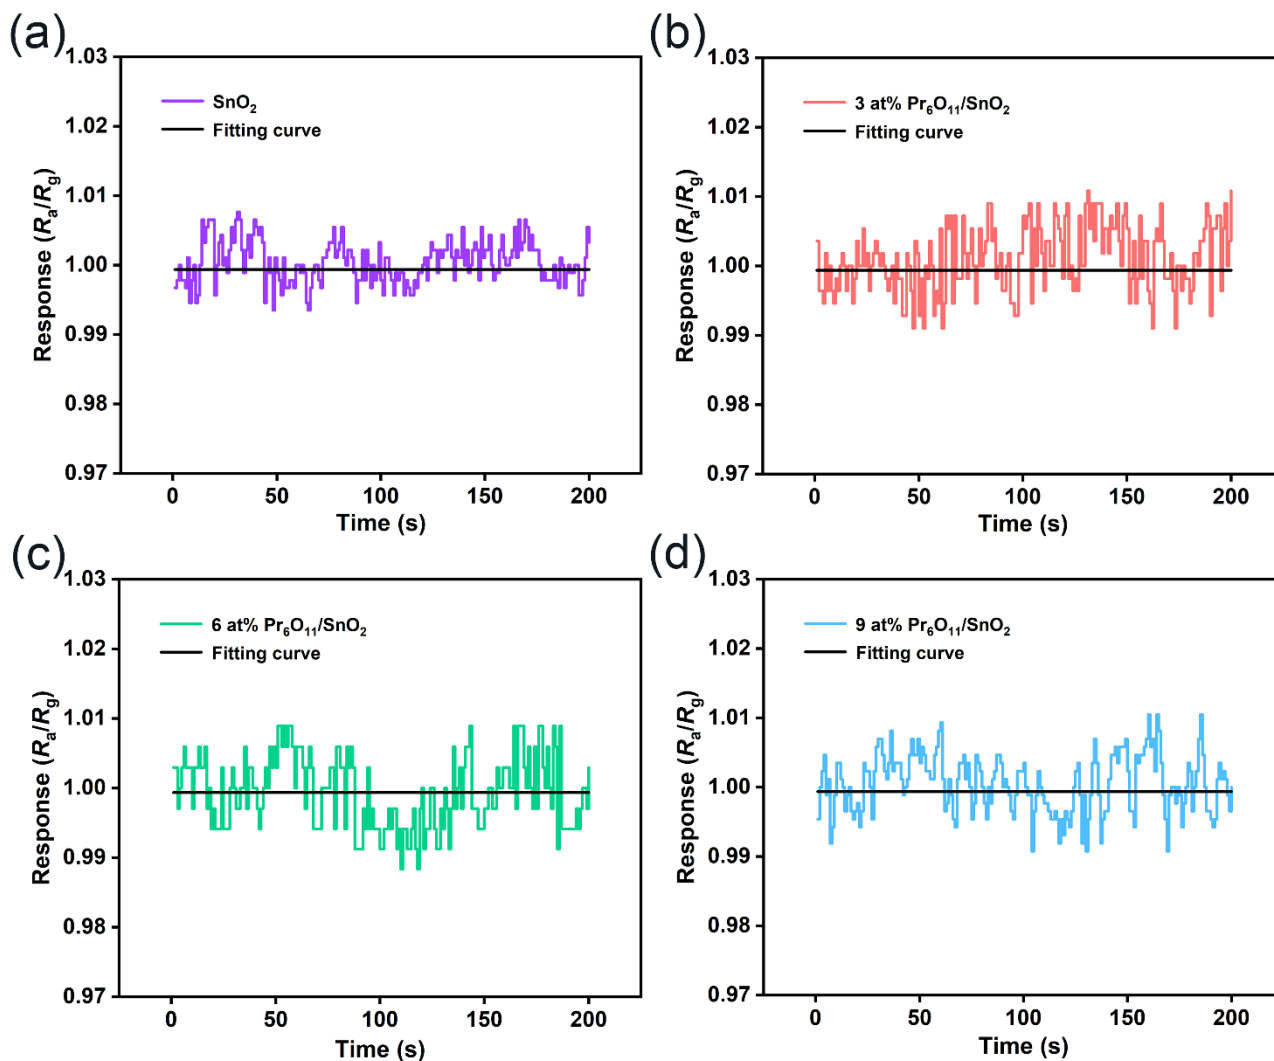 (a)
1.03
1.02
1.01
1.00
0.99
0.98
0.97
Response (Ra/Rg)
SnO2
Fitting curve
0 50 100 150 200
Time (s)
(b)
1.03
1.02
1.01
1.00
0.99
0.98
0.97
Response (Ra/Rg)
3 at% Pr6O11/SnO2
Fitting curve
0 50 100 150 200
Time (s)
(c)
1.03
1.02
1.01
1.00
0.99
0.98
0.97
Response (Ra/Rg)
6 at% Pr6O11/SnO2
Fitting curve
0 50 100 150 200
Time (s)
(d)
1.03
1.02
1.01
1.00
0.99
0.98
0.97
Response (Ra/Rg)
9 at% Pr6O11/SnO2
Fitting curve
0 50 100 150 200
Time (s)